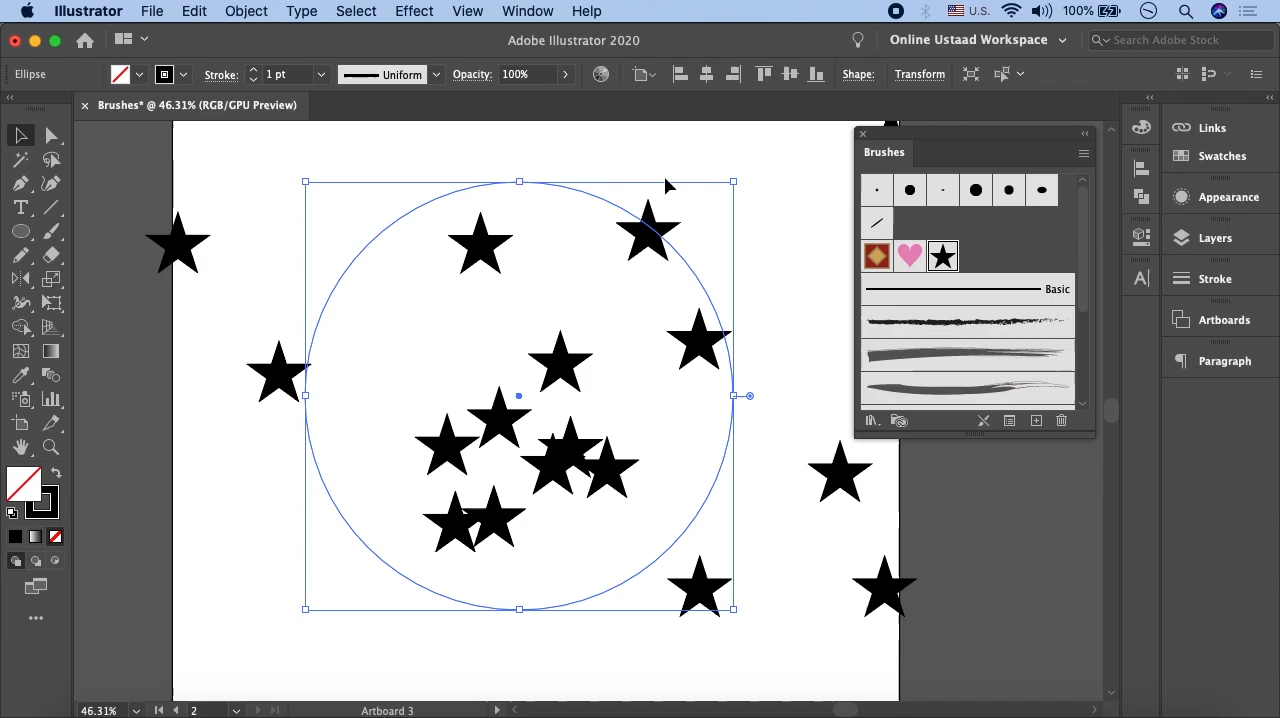 Illustrator File Edit Object Type Select Effect View Window Help U.S. 100%
Adobe Illustrator 2020 Online Ustaad Workspace Search Adobe Stock
Ellipse Stroke: 1 pt Uniform Opacity: 100% Shape: Transform
Brushes* @ 46.31% (RGB/GPU Preview)
Brushes
Basic
Links
Swatches
Appearance
Layers
Stroke
Artboards
Paragraph
46.31% 2 Artboard 3